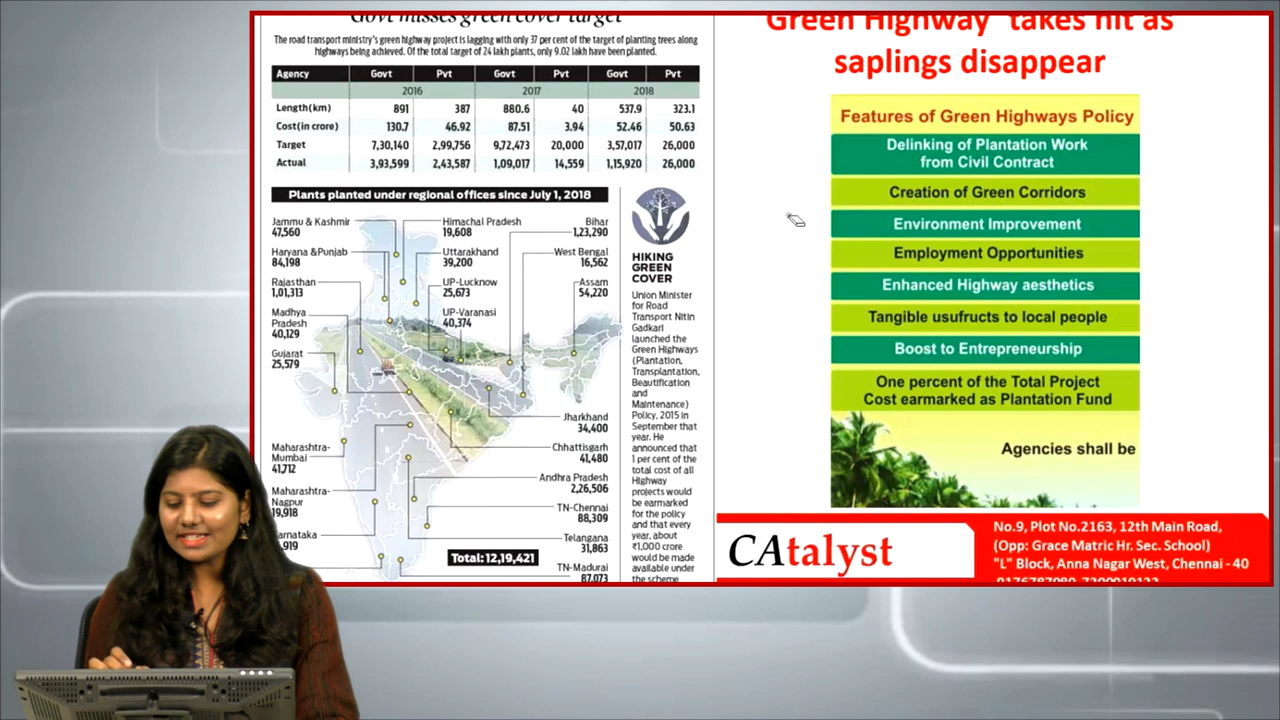 Govt misses green cover target
The road transport ministry's green highway project is lagging with only 37 per cent of the target of planting trees along
highways being achieved. Of the total target of 24 lakh plants, only 9.02 lakh have been planted.
Agency Govt Pvt Govt Pvt Govt Pvt
2016 2017 2018
Length(km) 891 387 880.6 40 537.9 323.1
Cost(in crore) 130.7 46.92 87.51 3.94 52.46 50.63
Target 7,30,140 2,99,756 9,72,473 20,000 3,57,017 26,000
Actual 3,93,599 2,43,587 1,09,017 14,559 1,15,920 26,000
Plants planted under regional offices since July 1, 2018
Jammu & Kashmir
47,560
Haryana &Punjab
84,198
Rajasthan
1,01,313
Madhya
Pradesh
40,129
Gujarat
25,579
Maharashtra-
Mumbai
41,712
Maharashtra-
Nagpur
19,918
Himachal Pradesh
19,608
Uttarakhand
39,200
UP-Lucknow
25,673
UP-Varanasi
40,374
Bihar
1,23,290
West Bengal
16,562
Assam
54,220
Jharkhand
34,400
Chhattisgarh
41,480
Andhra Pradesh
2,26,506
TN-Chennai
88,309
Telangana
31,863
TN-Madurai
87,073
Total: 12,19,421
HIKING
GREEN
COVER
Union Minister
for Road
Transport Nitin
Gadkari
launched the
Green Highways
(Plantation,
Transplantation,
Beautification
and
Maintenance)
Policy, 2015 in
September that
year. He
announced that
1 per cent of the
total cost of all
Highway
projects would
be earmarked
for the policy
and that every
year, about
₹1,000 crore
would be made
available under
the scheme
Green Highway' takes hit as
saplings disappear
Features of Green Highways Policy
Delinking of Plantation Work
from Civil Contract
Creation of Green Corridors
Environment Improvement
Employment Opportunities
Enhanced Highway aesthetics
Tangible usufructs to local people
Boost to Entrepreneurship
One percent of the Total Project
Cost earmarked as Plantation Fund
Agencies shall be
CAtalyst
No.9, Plot No.2163, 12th Main Road,
(Opp: Grace Matric Hr. Sec. School)
"L" Block, Anna Nagar West, Chennai - 40